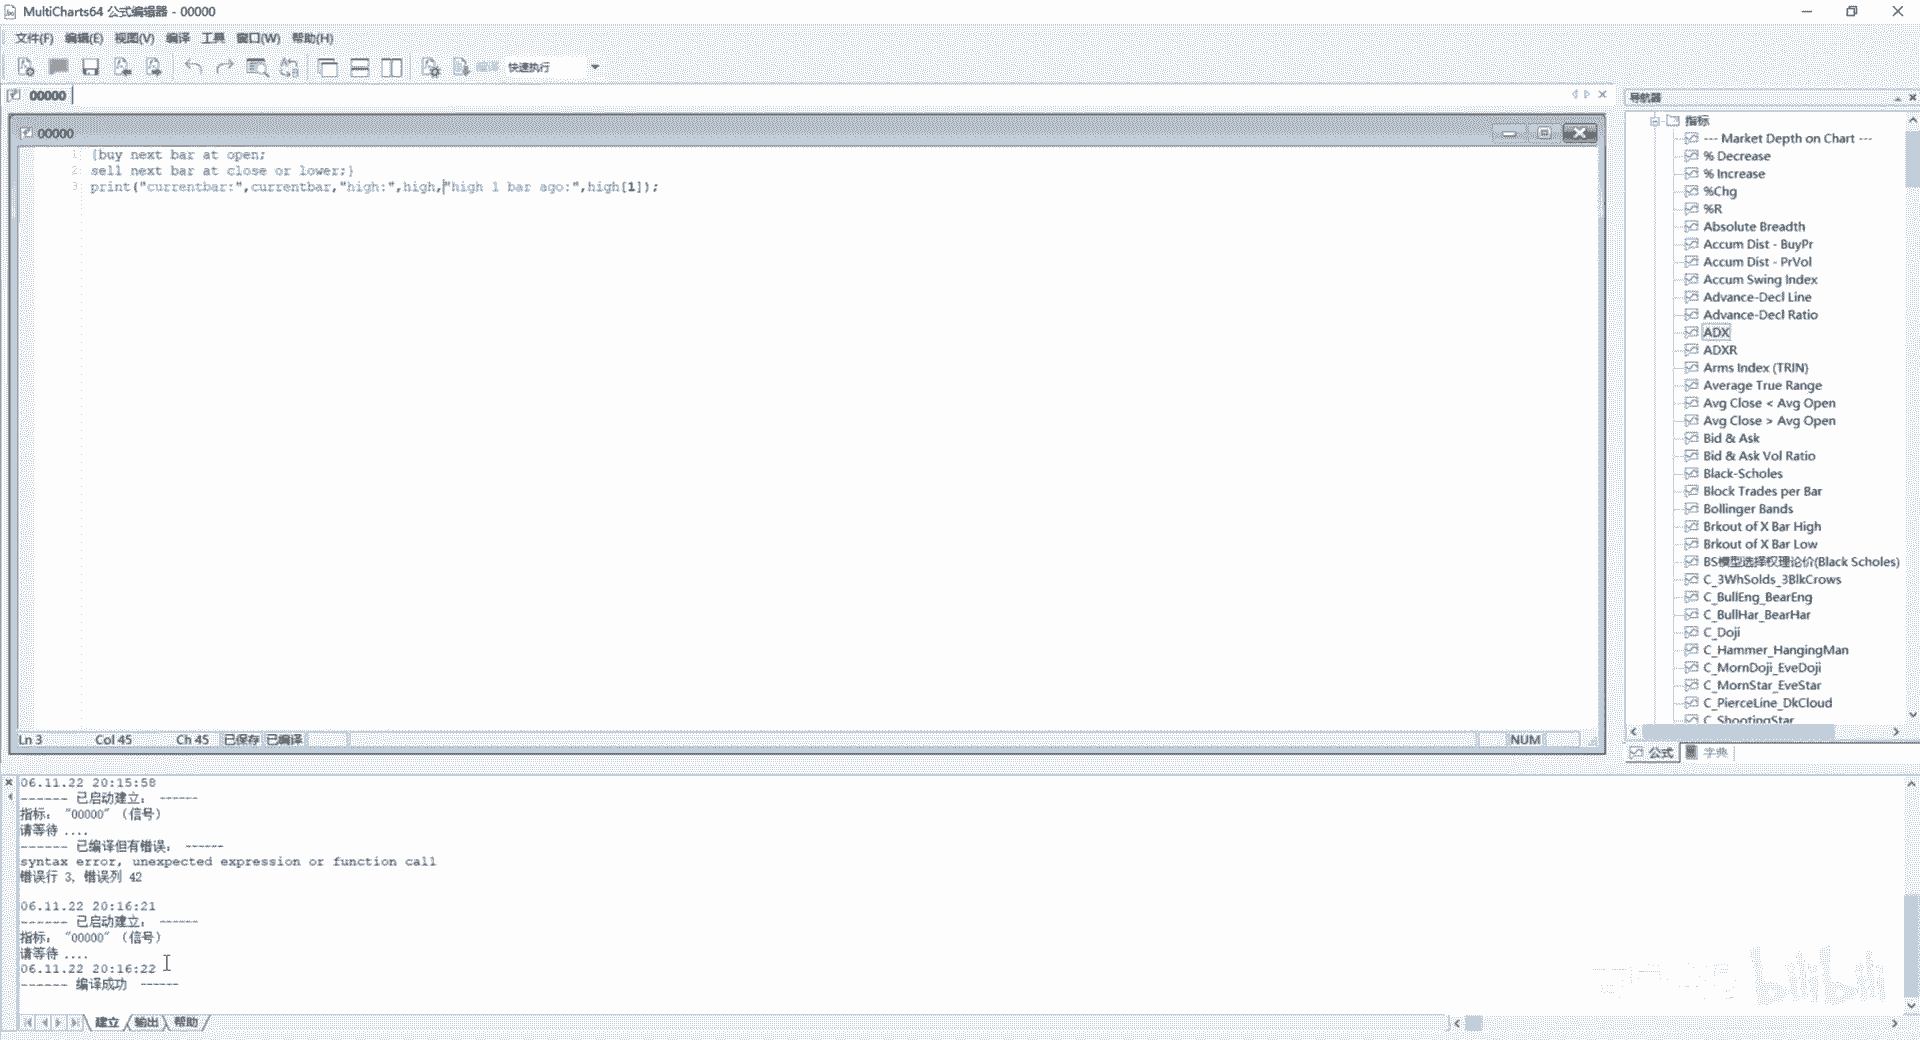 MultiCharts64 公式编辑器 - 00000
文件(F) 编辑(E) 视图(V) 编译 工具 窗口(W) 帮助(H)
编译 快速执行
00000
00000
1 {buy next bar at open;
2 sell next bar at close or lower;}
3 print("currentbar:",currentbar,"high:",high,"high 1 bar ago:",high[1]);
Ln 3 Col 45 Ch 45 已保存 已编译 NUM
导航器
指标
--- Market Depth on Chart ---
% Decrease
% Increase
%Chg
%R
Absolute Breadth
Accum Dist - BuyPr
Accum Dist - PrVol
Accum Swing Index
Advance-Decl Line
Advance-Decl Ratio
ADX
ADXR
Arms Index (TRIN)
Average True Range
Avg Close < Avg Open
Avg Close > Avg Open
Bid & Ask
Bid & Ask Vol Ratio
Black-Scholes
Block Trades per Bar
Bollinger Bands
Brkout of X Bar High
Brkout of X Bar Low
BS模型选择权理论价(Black Scholes)
C_3WhSolds_3BlkCrows
C_BullEng_BearEng
C_BullHar_BearHar
C_Doji
C_Hammer_HangingMan
C_MornDoji_EveDoji
C_MornStar_EveStar
C_PierceLine_DkCloud
C_ShootingStar
公式 字典
06.11.22 20:15:58
------ 已启动建立: ------
指标: "00000" (信号)
请等待 ....
------ 已编译但有错误: ------
syntax error, unexpected expression or function call
错误行 3, 错误列 42
06.11.22 20:16:21
------ 已启动建立: ------
指标: "00000" (信号)
请等待 ....
06.11.22 20:16:22
------ 编译成功 ------
建立 输出 帮助
bilibili